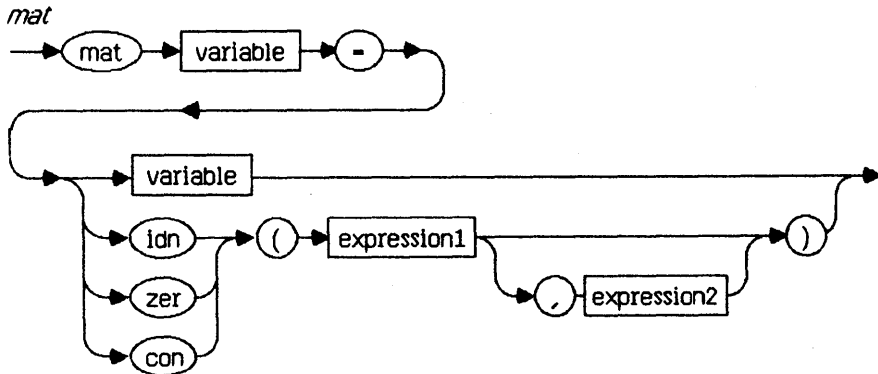 mat
mat variable =
variable
idn ( expression1 )
zer , expression2
con